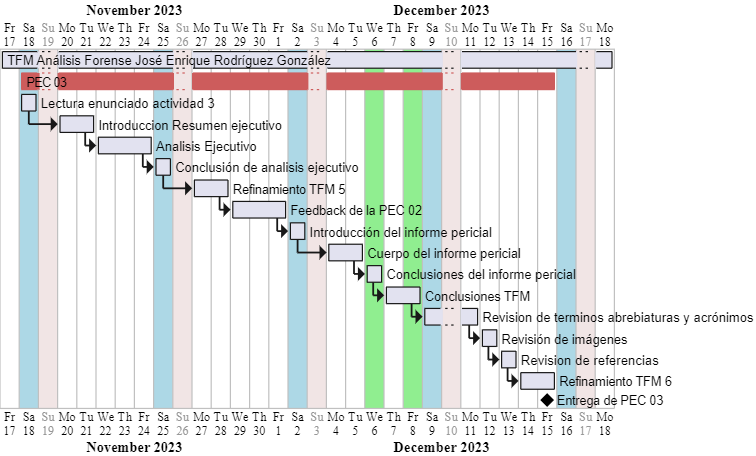 November 2023 December 2023
Fr Sa Su Mo Tu We Th Fr Sa Su Mo Tu We Th Fr Sa Su Mo Tu We Th Fr Sa Su Mo Tu We Th Fr Sa Su Mo
17 18 19 20 21 22 23 24 25 26 27 28 29 30 1 2 3 4 5 6 7 8 9 10 11 12 13 14 15 16 17 18
TFM Análisis Forense José Enrique Rodríguez González
PEC 03
Lectura enunciado actividad 3
Introduccion Resumen ejecutivo
Analisis Ejecutivo
Conclusión de analisis ejecutivo
Refinamiento TFM 5
Feedback de la PEC 02
Introducción del informe pericial
Cuerpo del informe pericial
Conclusiones del informe pericial
Conclusiones TFM
Revision de terminos abrebiaturas y acrónimos
Revisión de imágenes
Revision de referencias
Refinamiento TFM 6
Entrega de PEC 03
Fr Sa Su Mo Tu We Th Fr Sa Su Mo Tu We Th Fr Sa Su Mo Tu We Th Fr Sa Su Mo Tu We Th Fr Sa Su Mo
17 18 19 20 21 22 23 24 25 26 27 28 29 30 1 2 3 4 5 6 7 8 9 10 11 12 13 14 15 16 17 18
November 2023 December 2023